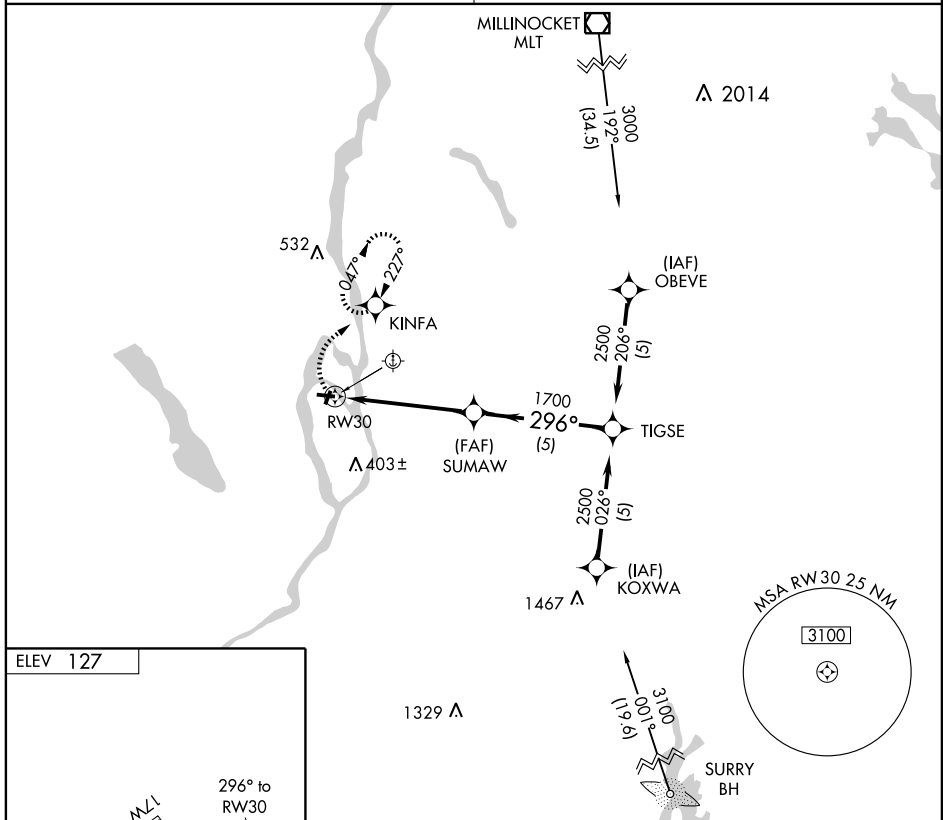 MILLINOCKET
MLT
2014
3000
192°
(34.5)
532
047°
227°
KINFA
(IAF)
OBEVE
2500
206°
(5)
RW30
1700
296°
(5)
TIGSE
(FAF)
SUMAW
403±
2500
026°
(5)
(IAF)
KOXWA
1467
MSA RW30 25 NM
3100
ELEV 127
1329
3100
001°
(19.6)
SURRY
BH
296° to
RW30
17W